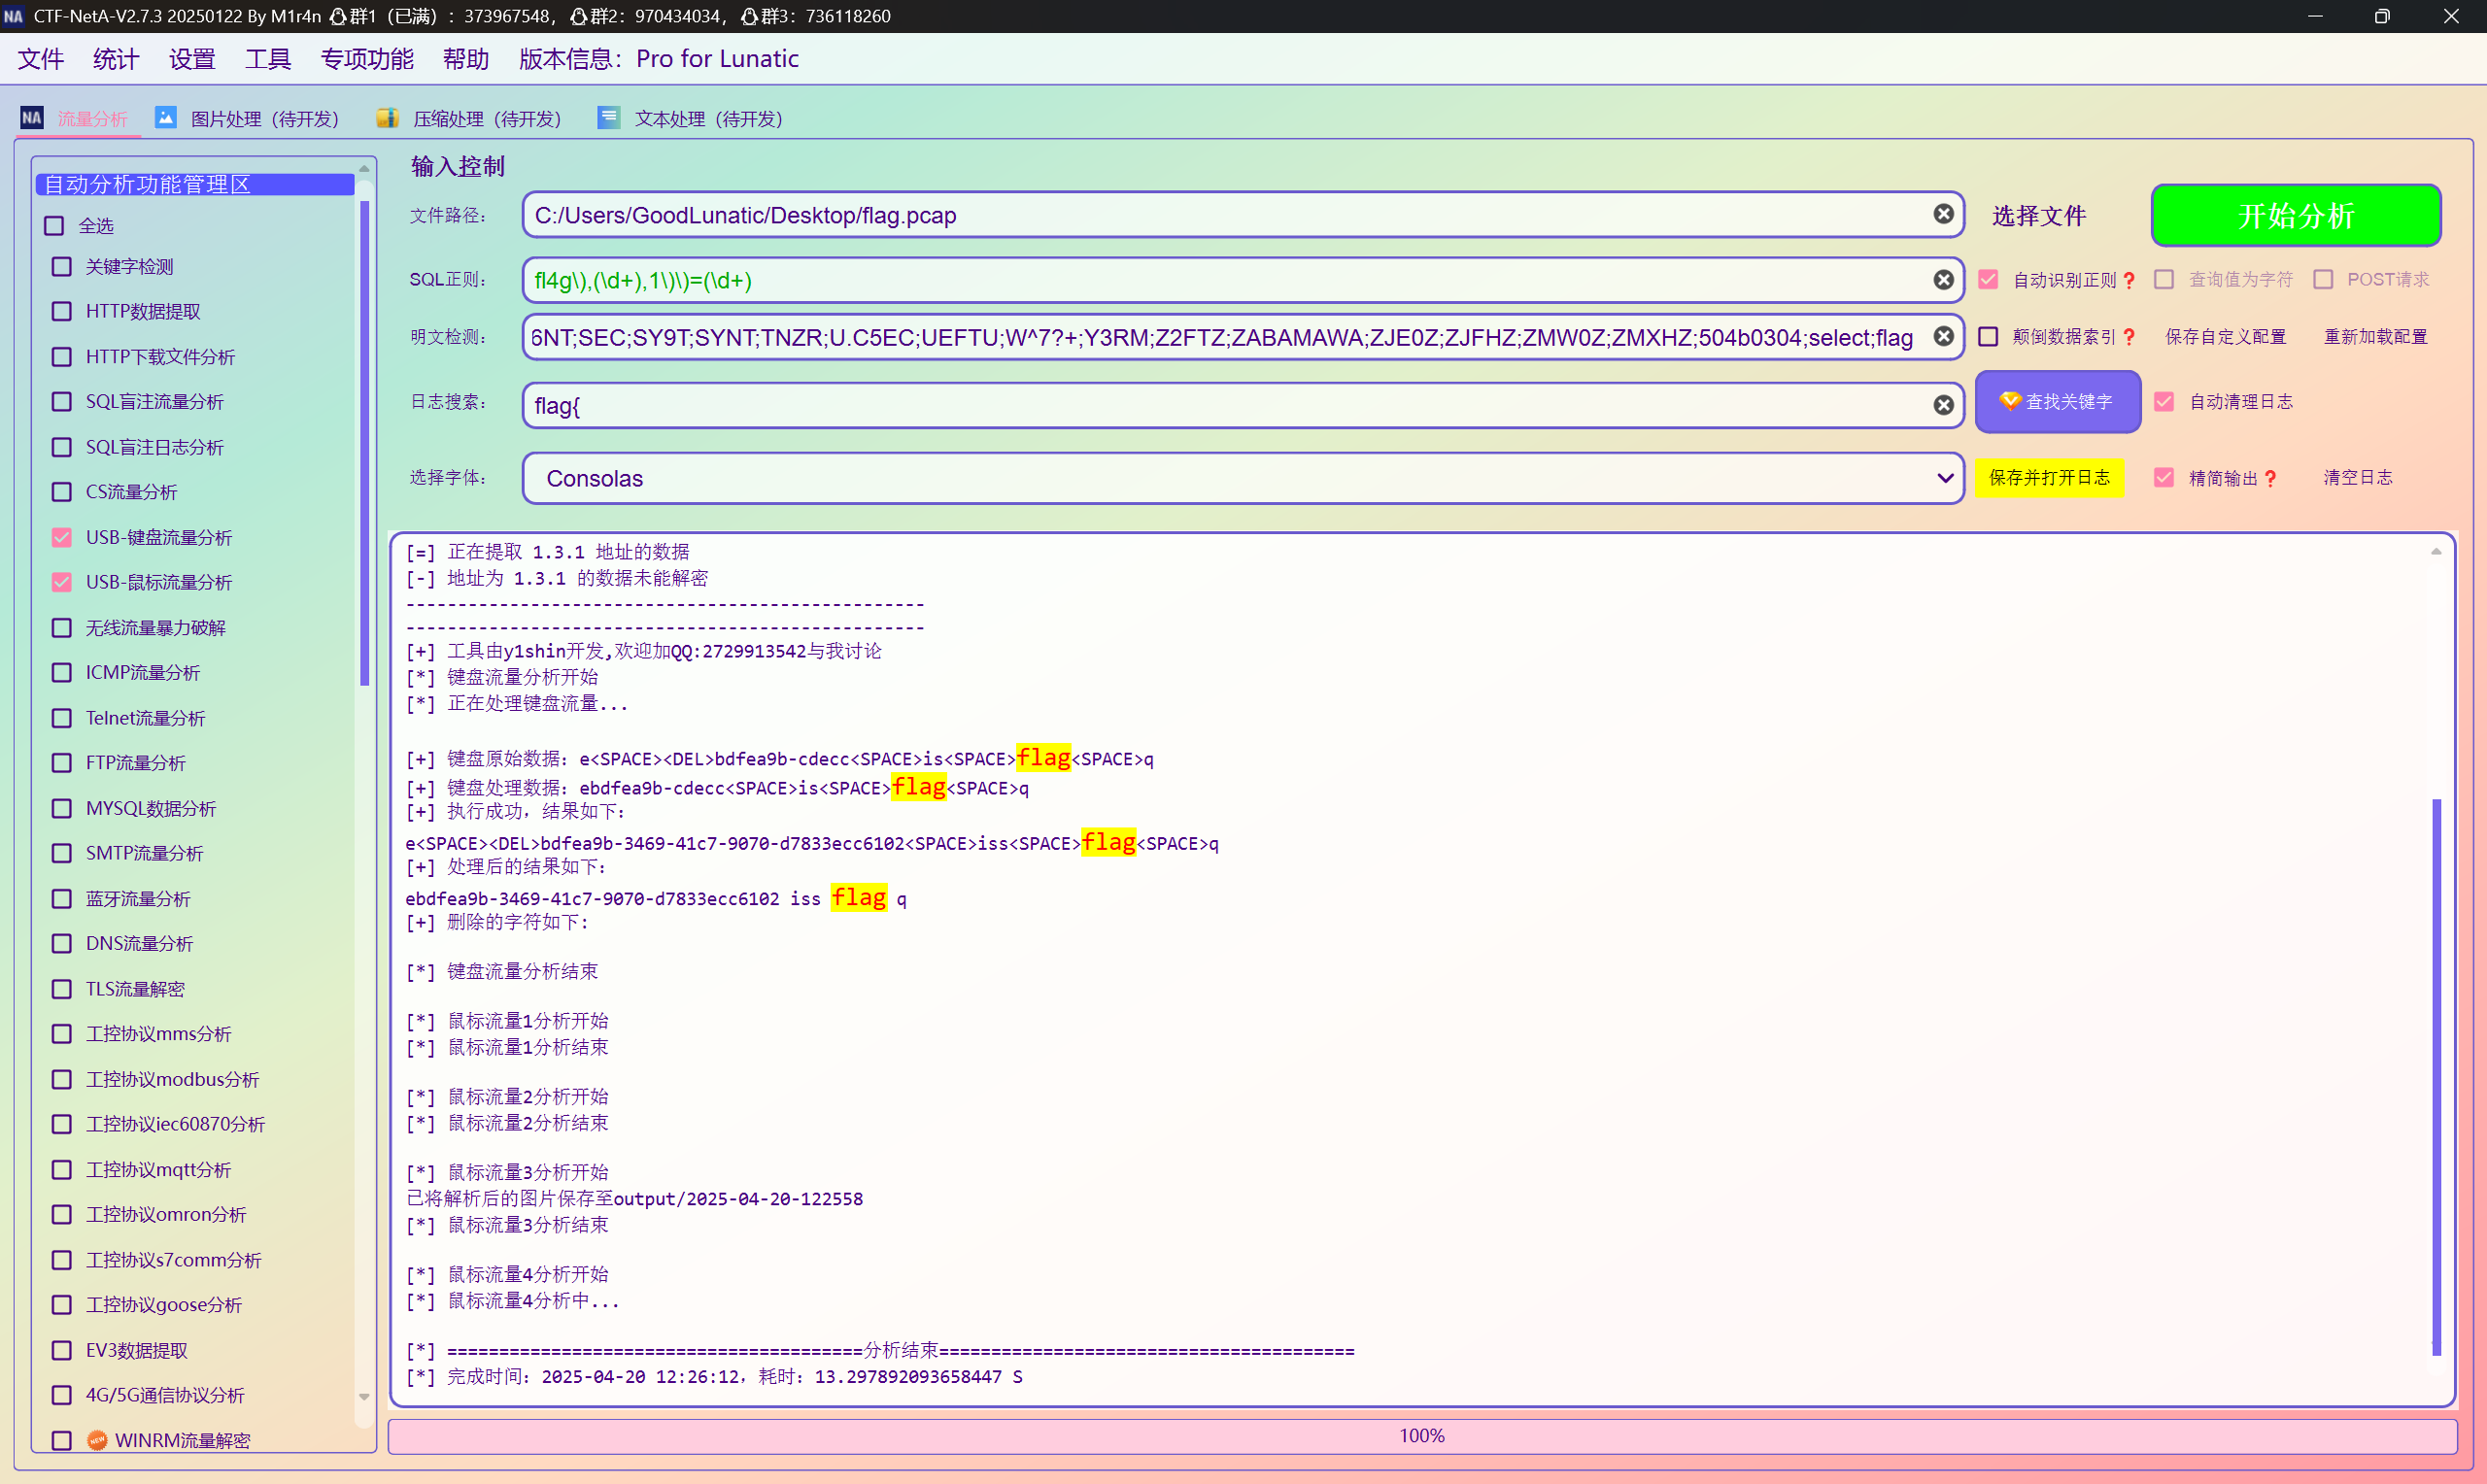 CTF-NetA-V2.7.3 20250122 By M1r4n 群1（已满）：373967548，群2：970434034，群3：736118260
文件 统计 设置 工具 专项功能 帮助 版本信息：Pro for Lunatic
NA 流量分析 图片处理（待开发） 压缩处理（待开发） 文本处理（待开发）
自动分析功能管理区
全选
关键字检测
HTTP数据提取
HTTP下载文件分析
SQL盲注流量分析
SQL盲注日志分析
CS流量分析
USB-键盘流量分析
USB-鼠标流量分析
无线流量暴力破解
ICMP流量分析
Telnet流量分析
FTP流量分析
MYSQL数据分析
SMTP流量分析
蓝牙流量分析
DNS流量分析
TLS流量解密
工控协议mms分析
工控协议modbus分析
工控协议iec60870分析
工控协议mqtt分析
工控协议omron分析
工控协议s7comm分析
工控协议goose分析
EV3数据提取
4G/5G通信协议分析
NEW WINRM流量解密
输入控制
文件路径： C:/Users/GoodLunatic/Desktop/flag.pcap 选择文件 开始分析
SQL正则： fl4g\),(\d+),1\)\)=(\d+) 自动识别正则❓ 查询值为字符 POST请求
明文检测： 6NT;SEC;SY9T;SYNT;TNZR;U.C5EC;UEFTU;W^7?+;Y3RM;Z2FTZ;ZABAMAWA;ZJE0Z;ZJFHZ;ZMW0Z;ZMXHZ;504b0304;select;flag 颠倒数据索引❓ 保存自定义配置 重新加载配置
日志搜索： flag{ 查找关键字 自动清理日志
选择字体： Consolas 保存并打开日志 精简输出❓ 清空日志
[=] 正在提取 1.3.1 地址的数据
[-] 地址为 1.3.1 的数据未能解密
--------------------------------------------------
--------------------------------------------------
[+] 工具由y1shin开发,欢迎加QQ:2729913542与我讨论
[*] 键盘流量分析开始
[*] 正在处理键盘流量...
[+] 键盘原始数据：e<SPACE><DEL>bdfea9b-cdecc<SPACE>is<SPACE>flag<SPACE>q
[+] 键盘处理数据：ebdfea9b-cdecc<SPACE>is<SPACE>flag<SPACE>q
[+] 执行成功，结果如下：
e<SPACE><DEL>bdfea9b-3469-41c7-9070-d7833ecc6102<SPACE>iss<SPACE>flag<SPACE>q
[+] 处理后的结果如下：
ebdfea9b-3469-41c7-9070-d7833ecc6102 iss flag q
[+] 删除的字符如下：
[*] 键盘流量分析结束
[*] 鼠标流量1分析开始
[*] 鼠标流量1分析结束
[*] 鼠标流量2分析开始
[*] 鼠标流量2分析结束
[*] 鼠标流量3分析开始
已将解析后的图片保存至output/2025-04-20-122558
[*] 鼠标流量3分析结束
[*] 鼠标流量4分析开始
[*] 鼠标流量4分析中...
[*] ========================================分析结束========================================
[*] 完成时间：2025-04-20 12:26:12，耗时：13.297892093658447 S
100%